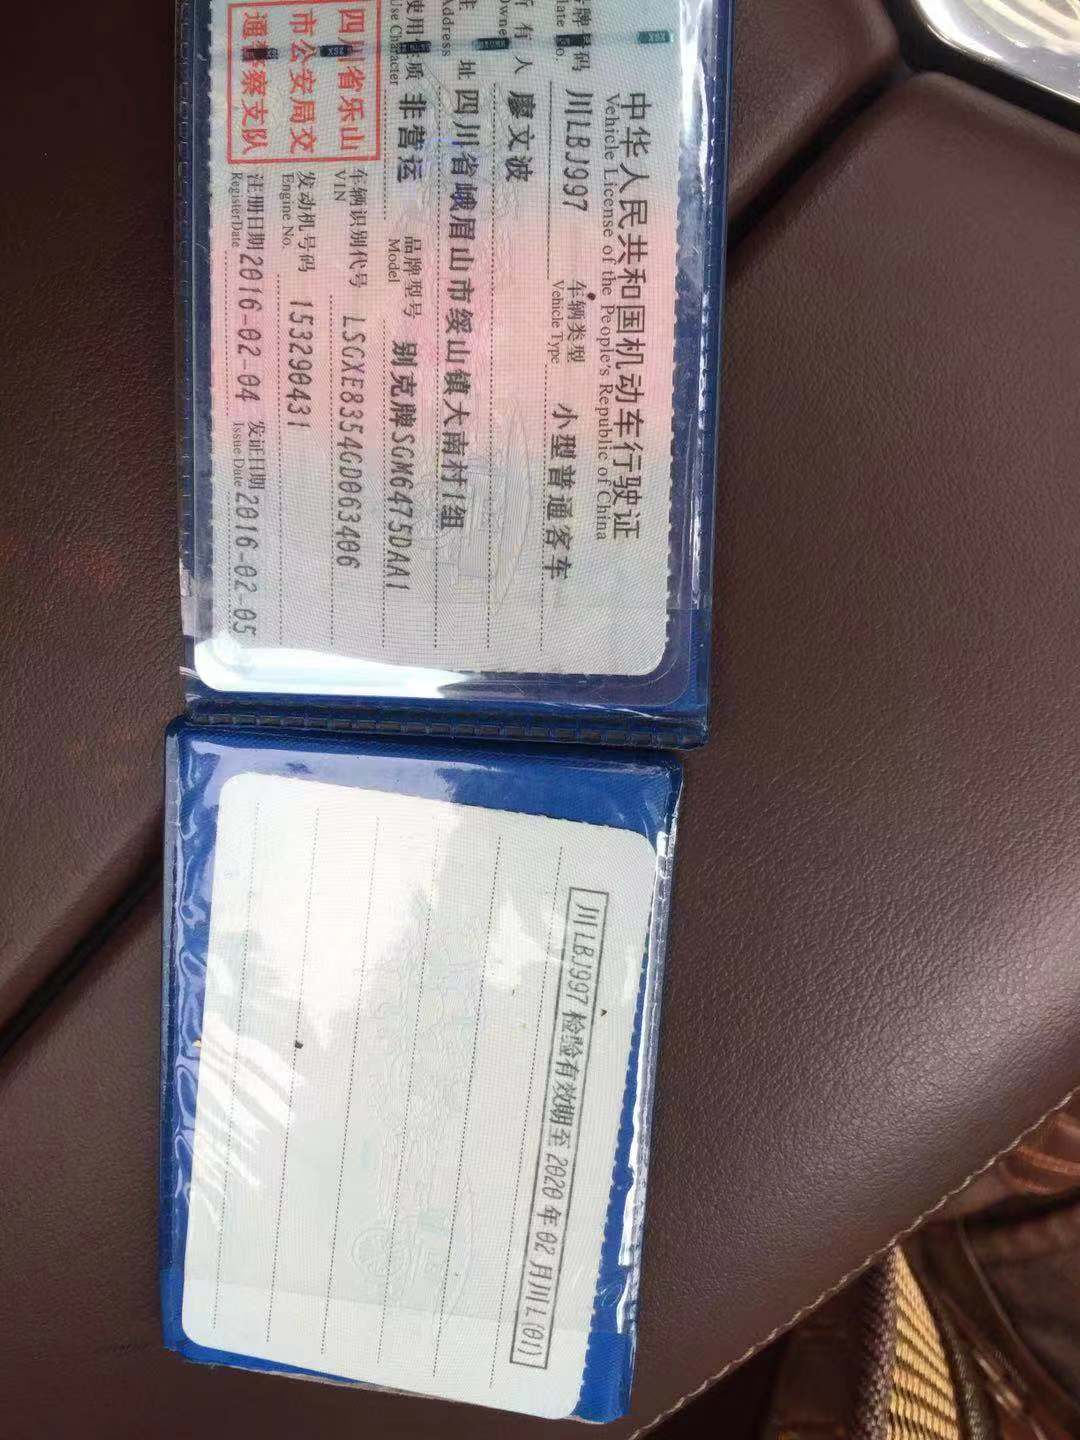 中华人民共和国机动车行驶证
Vehicle License of the People's Republic of China
号牌号码 川LBJ997 车辆类型 小型普通客车
Plate No. Vehicle Type
所有人 廖文波
Owner
住址 四川省峨眉山市绥山镇大南村1组
Address
使用性质 非营运 品牌型号 别克牌SGM6475DAA1
Use Character Model
四川省乐山
市公安局交
通警察支队
车辆识别代号 LSGXE8354GD063406
VIN
发动机号码 153290431
Engine No.
注册日期 2016-02-04 发证日期 2016-02-05
Register Date Issue Date
川LBJ997检验有效期至2020年02月川L(01)